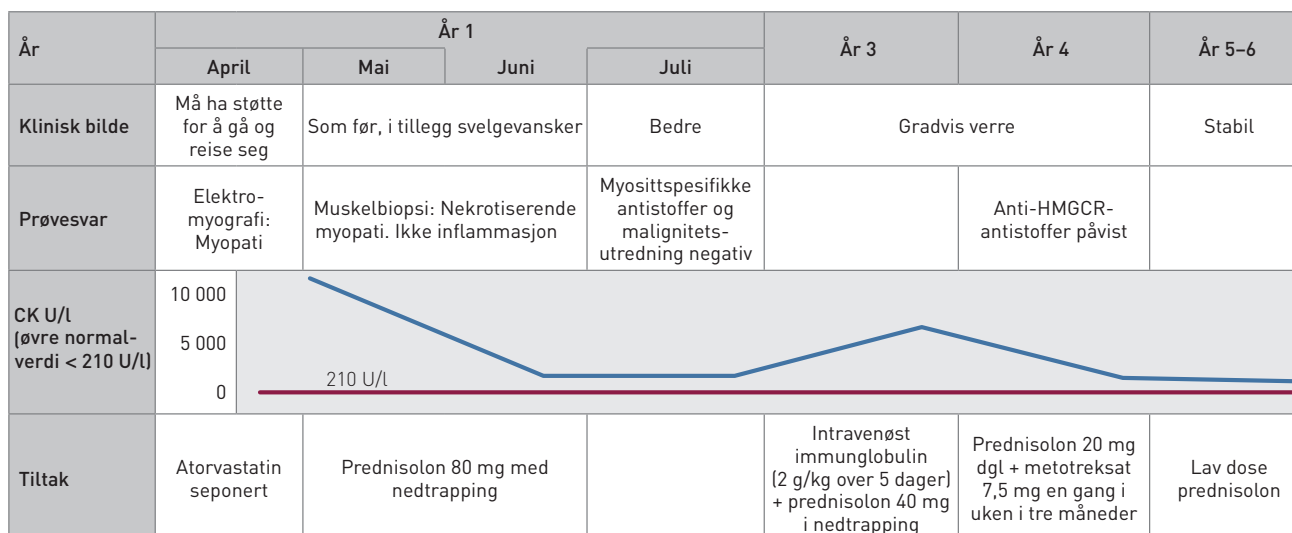 År
År 1
År 3
År 4
År 5–6
April
Mai
Juni
Juli
Klinisk bilde
Må ha støtte
for å gå og
reise seg
Som før, i tillegg svelgevansker
Bedre
Gradvis verre
Stabil
Prøvesvar
Elektro-
myografi:
Myopati
Muskelbiopsi: Nekrotiserende
myopati. Ikke inflammasjon
Myosittspesifikke
antistoffer og
malignitets-
utredning negativ
Anti-HMGCR-
antistoffer påvist
CK U/l
(øvre normal-
verdi < 210 U/l)
10 000
5 000
0
210 U/l
Tiltak
Atorvastatin
seponert
Prednisolon 80 mg med
nedtrapping
Intravenøst
immunglobulin
(2 g/kg over 5 dager)
+ prednisolon 40 mg
i nedtrapping
Prednisolon 20 mg
dgl + metotreksat
7,5 mg en gang i
uken i tre måneder
Lav dose
prednisolon